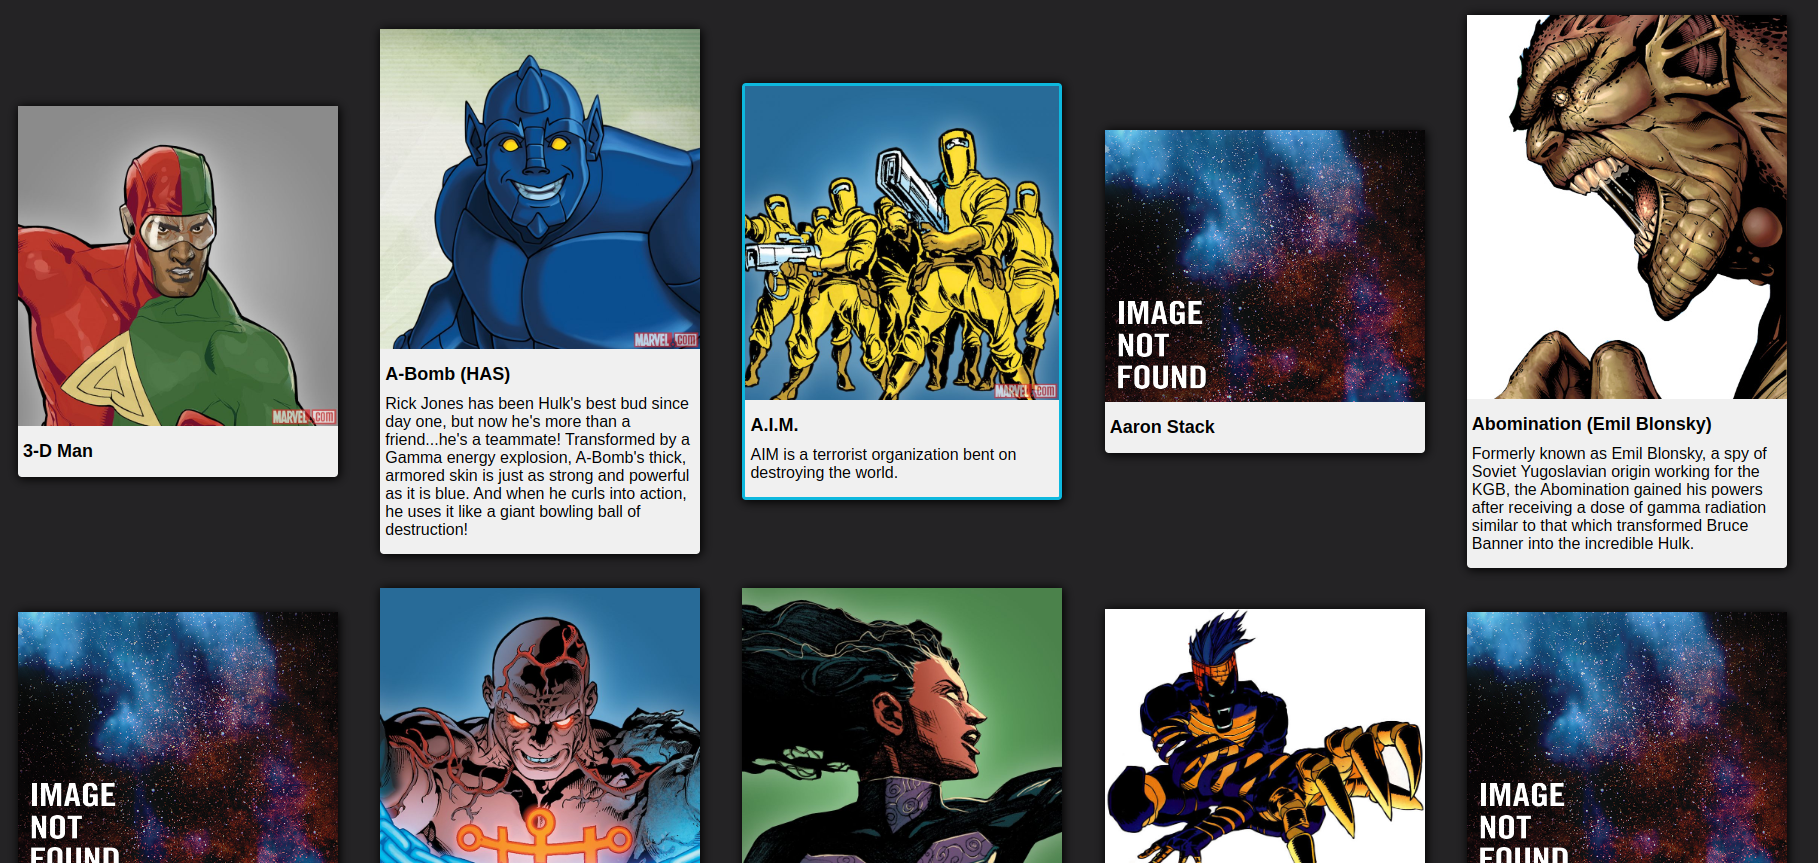 MARVEL.com
3-D Man
MARVEL.com
A-Bomb (HAS)
Rick Jones has been Hulk's best bud since
day one, but now he's more than a
friend...he's a teammate! Transformed by a
Gamma energy explosion, A-Bomb's thick,
armored skin is just as strong and powerful
as it is blue. And when he curls into action,
he uses it like a giant bowling ball of
destruction!
MARVEL.com
A.I.M.
AIM is a terrorist organization bent on
destroying the world.
IMAGE
NOT
FOUND
Aaron Stack
Abomination (Emil Blonsky)
Formerly known as Emil Blonsky, a spy of
Soviet Yugoslavian origin working for the
KGB, the Abomination gained his powers
after receiving a dose of gamma radiation
similar to that which transformed Bruce
Banner into the incredible Hulk.
IMAGE
NOT
FOUND
IMAGE
NOT
FOUND